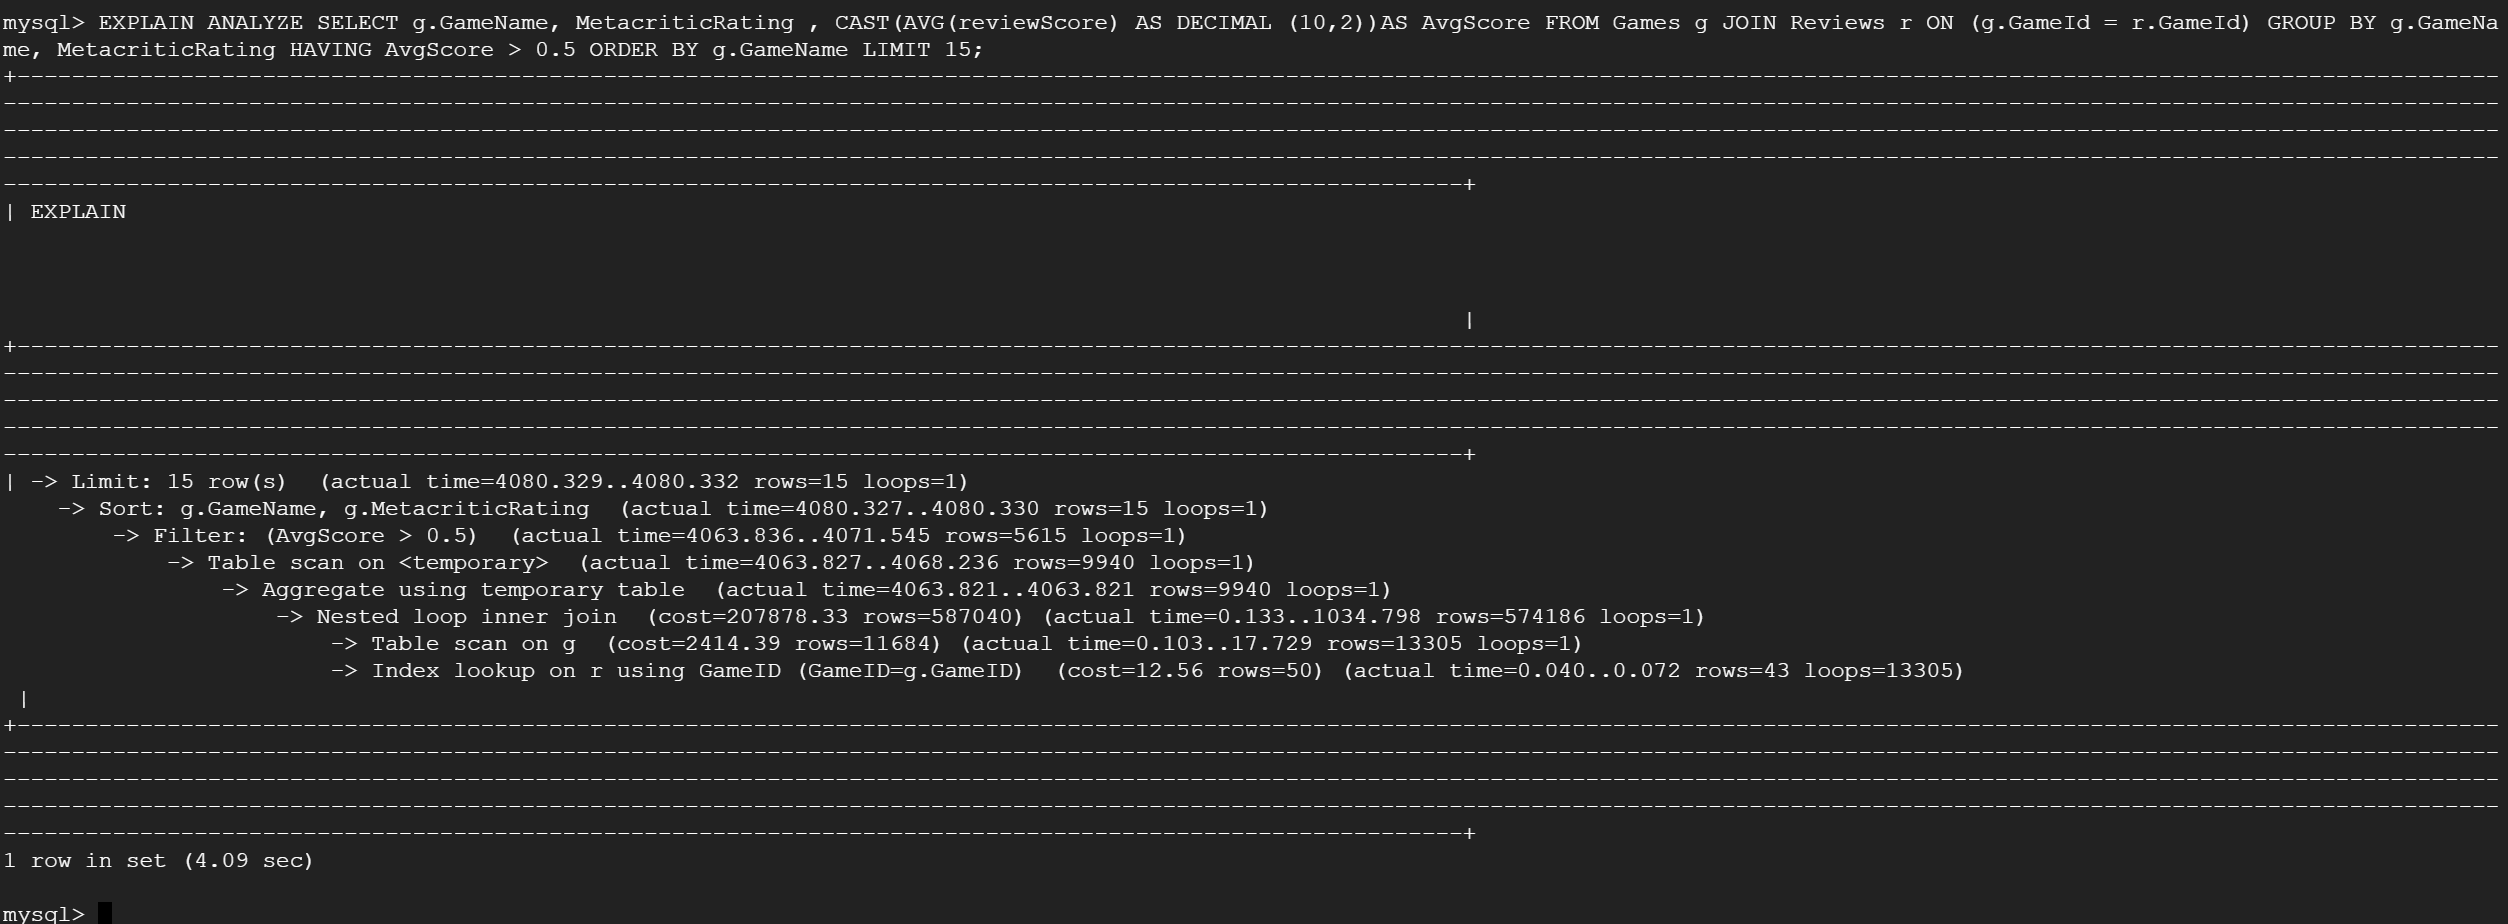 mysql> EXPLAIN ANALYZE SELECT g.GameName, MetacriticRating , CAST(AVG(reviewScore) AS DECIMAL (10,2))AS AvgScore FROM Games g JOIN Reviews r ON (g.GameId = r.GameId) GROUP BY g.GameNa
me, MetacriticRating HAVING AvgScore > 0.5 ORDER BY g.GameName LIMIT 15;
| EXPLAIN
|
| -> Limit: 15 row(s)  (actual time=4080.329..4080.332 rows=15 loops=1)
    -> Sort: g.GameName, g.MetacriticRating  (actual time=4080.327..4080.330 rows=15 loops=1)
        -> Filter: (AvgScore > 0.5)  (actual time=4063.836..4071.545 rows=5615 loops=1)
            -> Table scan on <temporary>  (actual time=4063.827..4068.236 rows=9940 loops=1)
                -> Aggregate using temporary table  (actual time=4063.821..4063.821 rows=9940 loops=1)
                    -> Nested loop inner join  (cost=207878.33 rows=587040) (actual time=0.133..1034.798 rows=574186 loops=1)
                        -> Table scan on g  (cost=2414.39 rows=11684) (actual time=0.103..17.729 rows=13305 loops=1)
                        -> Index lookup on r using GameID (GameID=g.GameID)  (cost=12.56 rows=50) (actual time=0.040..0.072 rows=43 loops=13305)
 |
1 row in set (4.09 sec)
mysql>